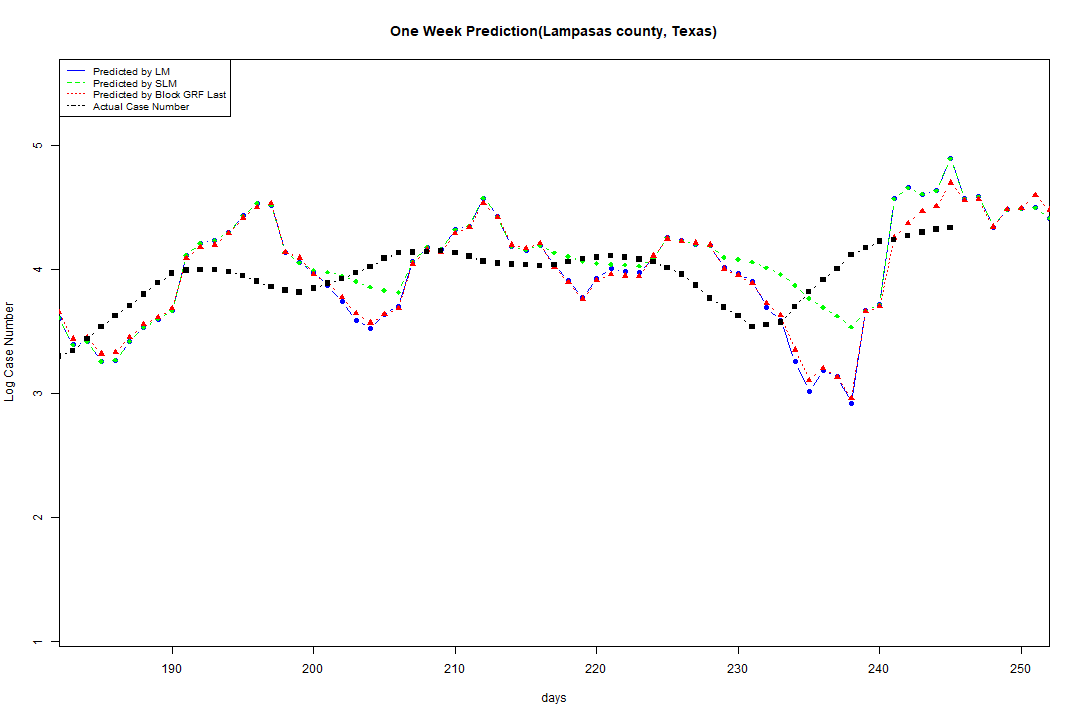 One Week Prediction(Lampasas county, Texas)
Predicted by LM
Predicted by SLM
Predicted by Block GRF Last
Actual Case Number
5
4
3
2
1
Log Case Number
190 200 210 220 230 240 250
days